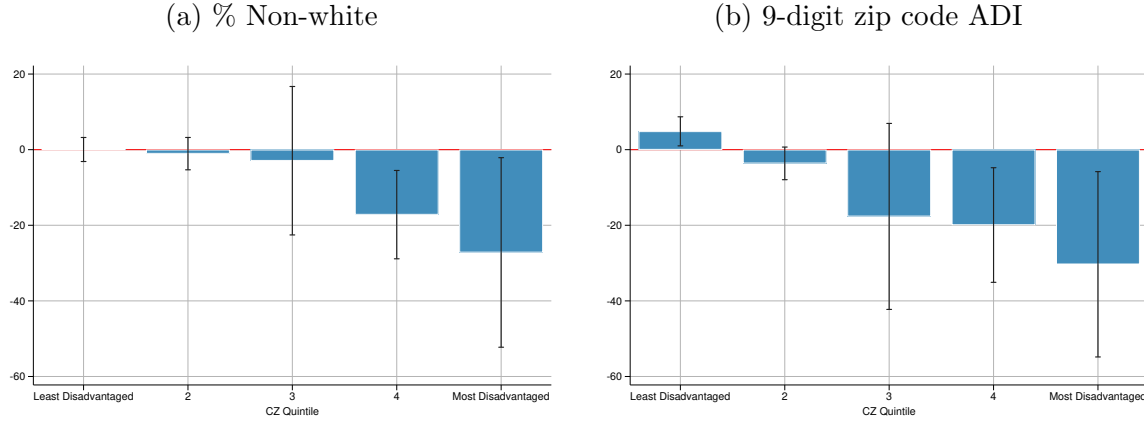 (a) % Non-white
20
0
-20
-40
-60
Least Disadvantaged 2 3 4 Most Disadvantaged
CZ Quintile
(b) 9-digit zip code ADI
20
0
-20
-40
-60
Least Disadvantaged 2 3 4 Most Disadvantaged
CZ Quintile